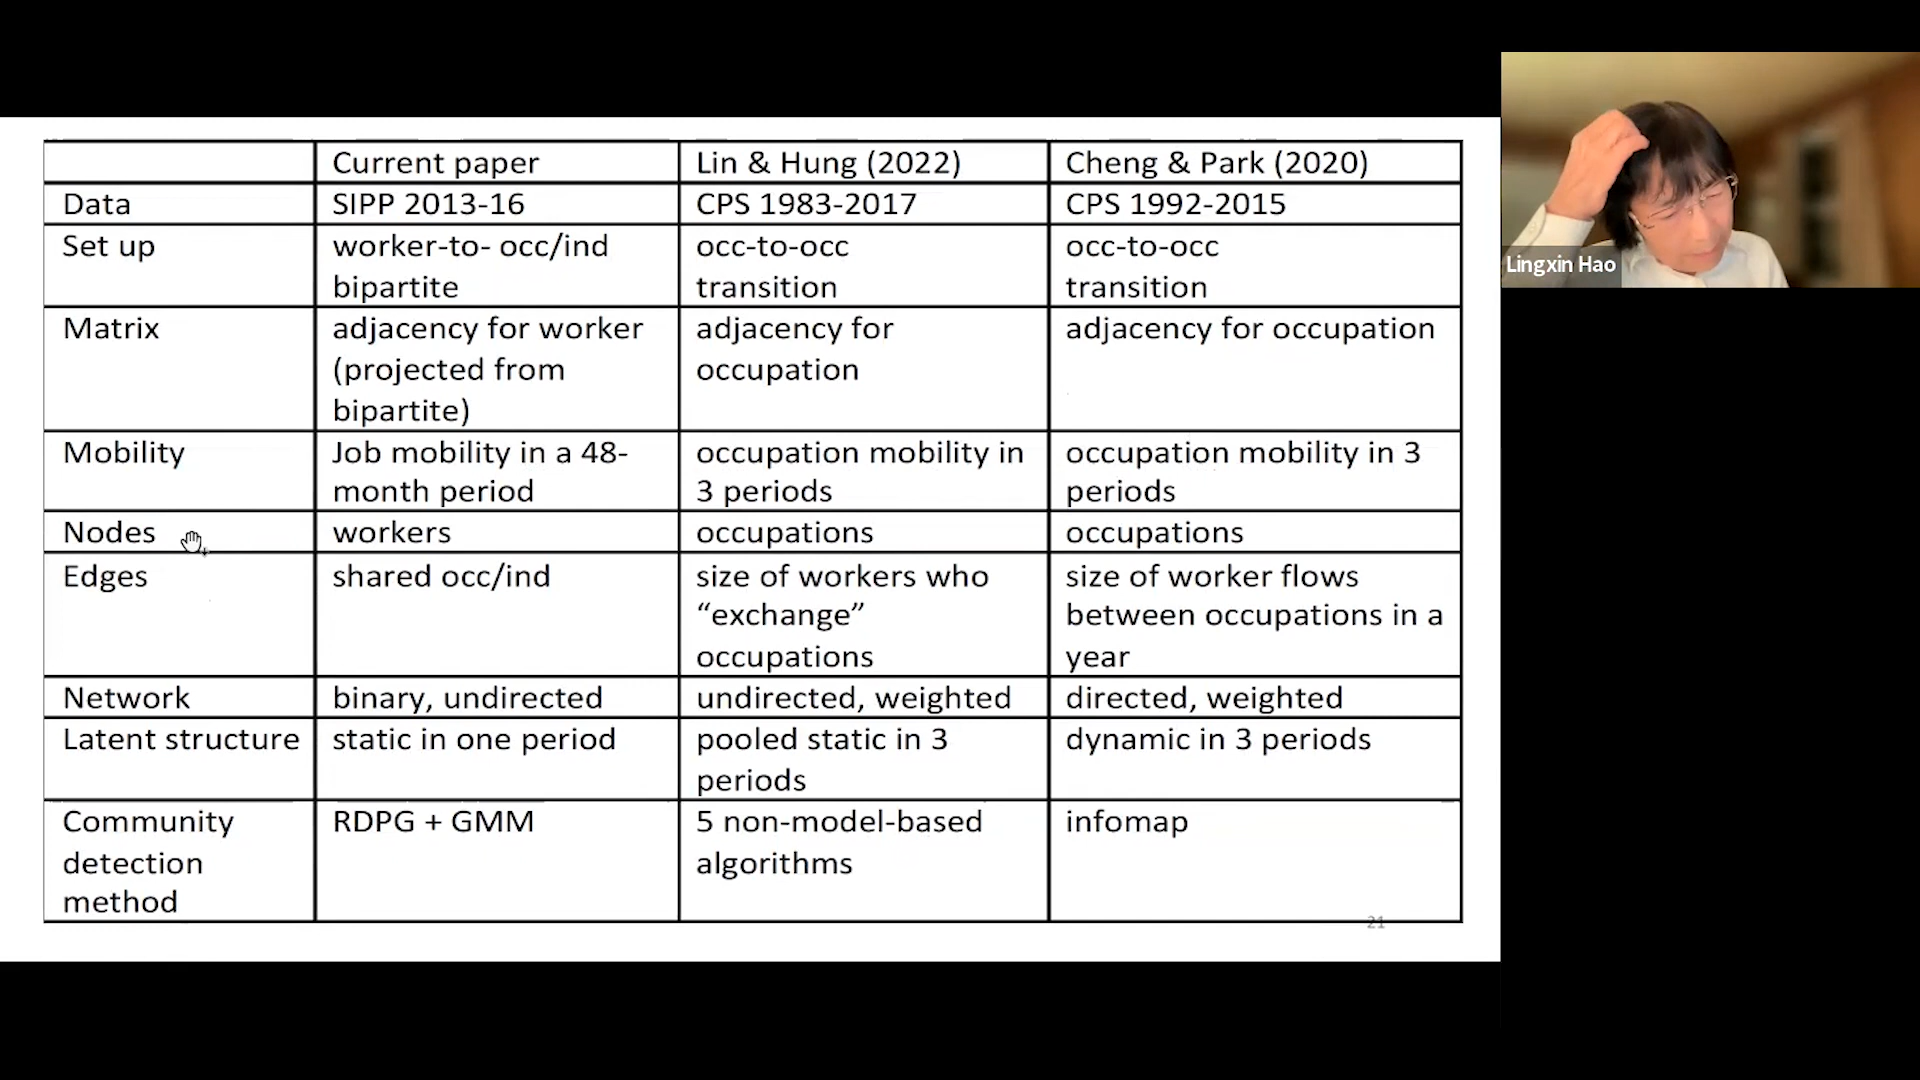 Current paper
Lin & Hung (2022)
Cheng & Park (2020)
Data
SIPP 2013-16
CPS 1983-2017
CPS 1992-2015
Set up
worker-to- occ/ind
bipartite
occ-to-occ
transition
occ-to-occ
transition
Matrix
adjacency for worker
(projected from
bipartite)
adjacency for
occupation
adjacency for occupation
Mobility
Job mobility in a 48-
month period
occupation mobility in
3 periods
occupation mobility in 3
periods
Nodes
workers
occupations
occupations
Edges
shared occ/ind
size of workers who
“exchange”
occupations
size of worker flows
between occupations in a
year
Network
binary, undirected
undirected, weighted
directed, weighted
Latent structure
static in one period
pooled static in 3
periods
dynamic in 3 periods
Community
detection
method
RDPG + GMM
5 non-model-based
algorithms
infomap
21
Lingxin Hao